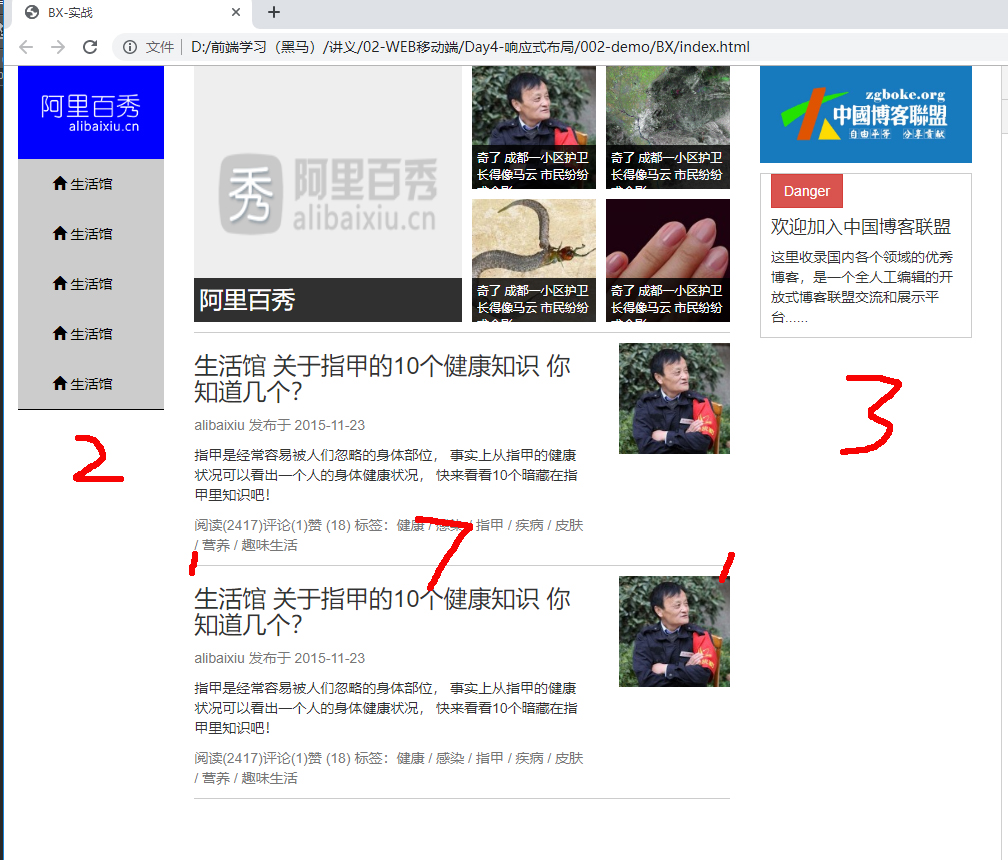 BX-实战
文件 D:/前端学习（黑马）/讲义/02-WEB移动端/Day4-响应式布局/002-demo/BX/index.html
阿里百秀
alibaixiu.cn
生活馆
生活馆
生活馆
生活馆
生活馆
2
秀 阿里百秀
alibaixiu.cn
阿里百秀
奇了 成都一小区护卫
长得像马云 市民纷纷
奇了 成都一小区护卫
长得像马云 市民纷纷
奇了 成都一小区护卫
长得像马云 市民纷纷
奇了 成都一小区护卫
长得像马云 市民纷纷
生活馆 关于指甲的10个健康知识 你
知道几个？
alibaixiu 发布于 2015-11-23
指甲是经常容易被人们忽略的身体部位， 事实上从指甲的健康
状况可以看出一个人的身体健康状况， 快来看看10个暗藏在指
甲里知识吧！
阅读(2417)评论(1)赞 (18) 标签：健康 / 感染 / 指甲 / 疾病 / 皮肤
/ 营养 / 趣味生活
7
生活馆 关于指甲的10个健康知识 你
知道几个？
alibaixiu 发布于 2015-11-23
指甲是经常容易被人们忽略的身体部位， 事实上从指甲的健康
状况可以看出一个人的身体健康状况， 快来看看10个暗藏在指
甲里知识吧！
阅读(2417)评论(1)赞 (18) 标签：健康 / 感染 / 指甲 / 疾病 / 皮肤
/ 营养 / 趣味生活
zgboke.org
中國博客聯盟
自由平等 分享贡献
Danger
欢迎加入中国博客联盟
这里收录国内各个领域的优秀
博客，是一个全人工编辑的开
放式博客联盟交流和展示平
台......
3